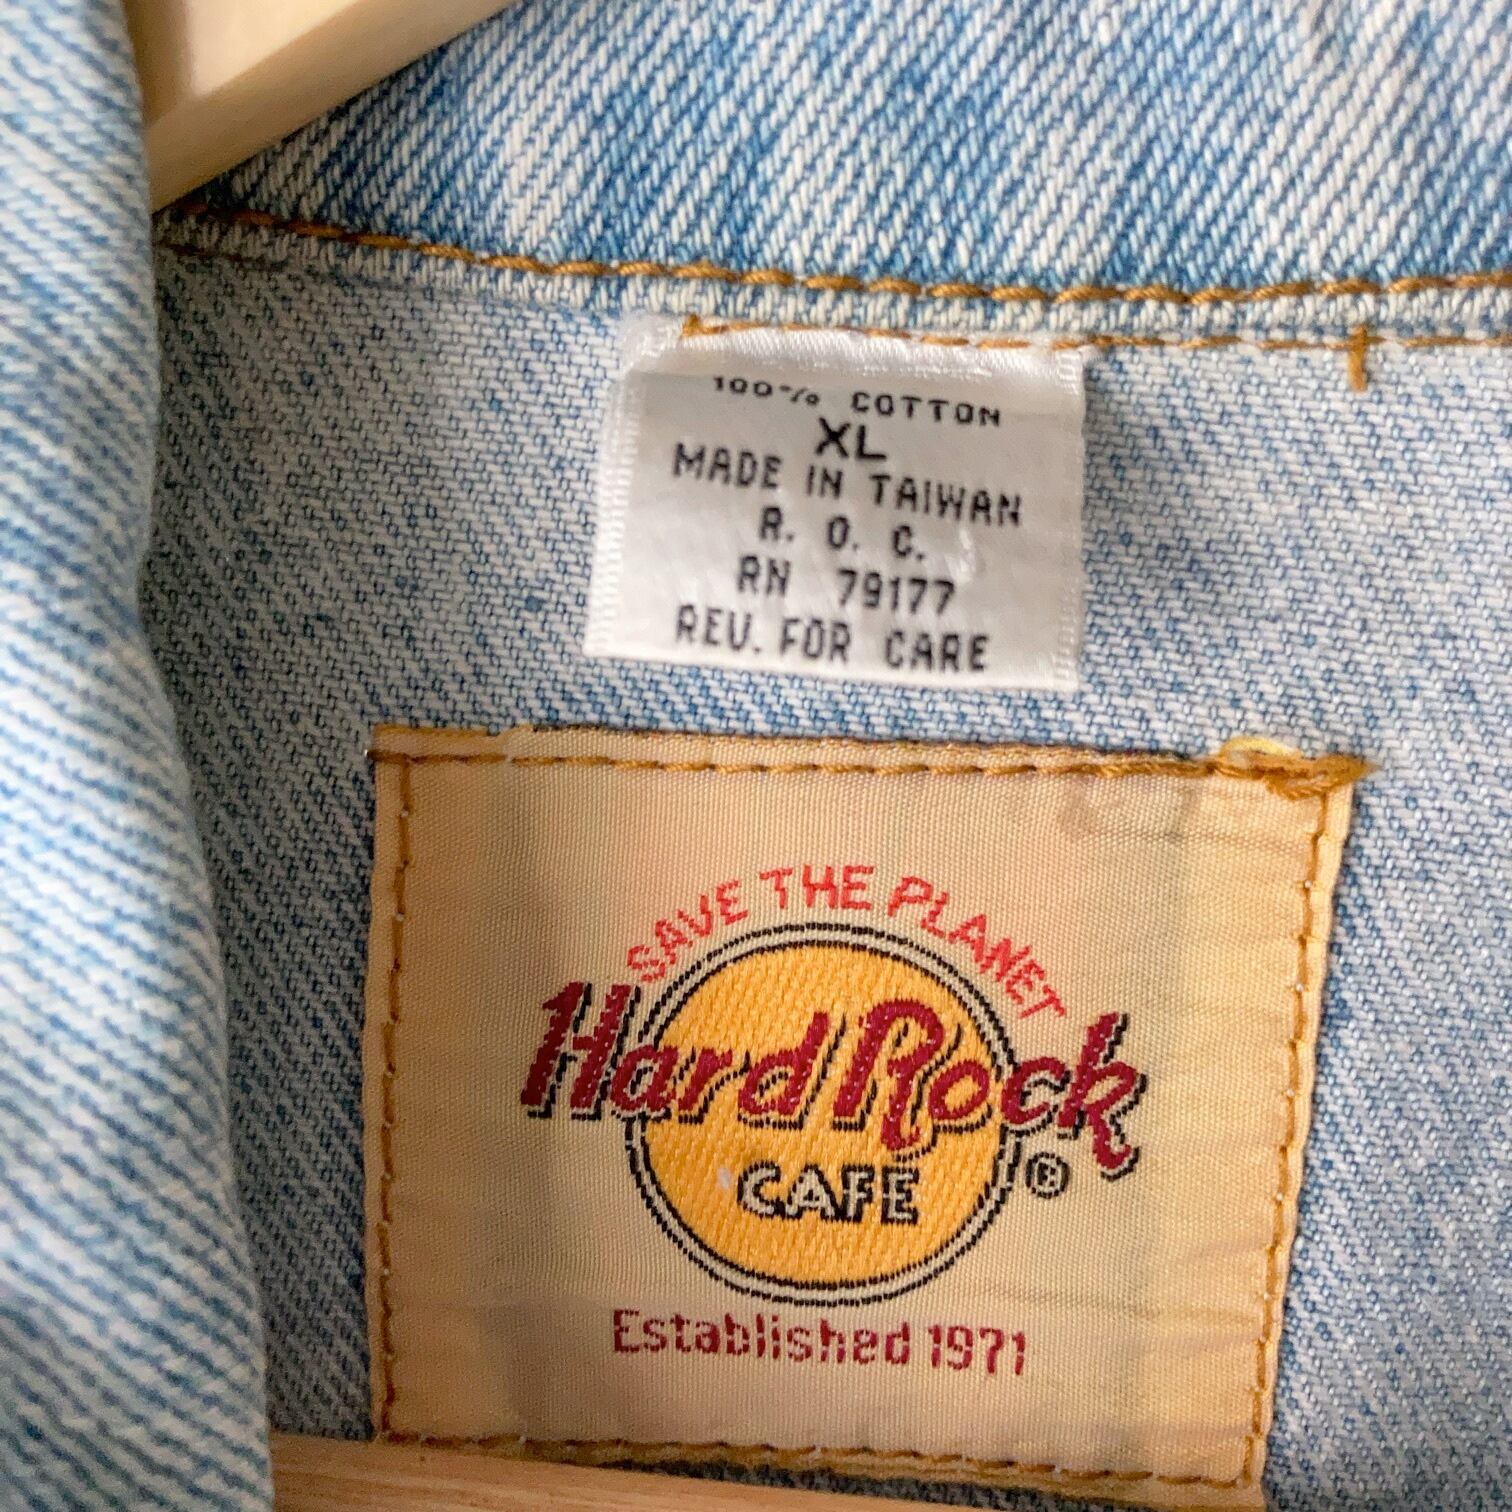 100% COTTON
XL
MADE IN TAIWAN
R. O. C.
RN 79177
REV. FOR CARE
SAVE THE PLANET
Hard Rock
CAFE
®
Established 1971